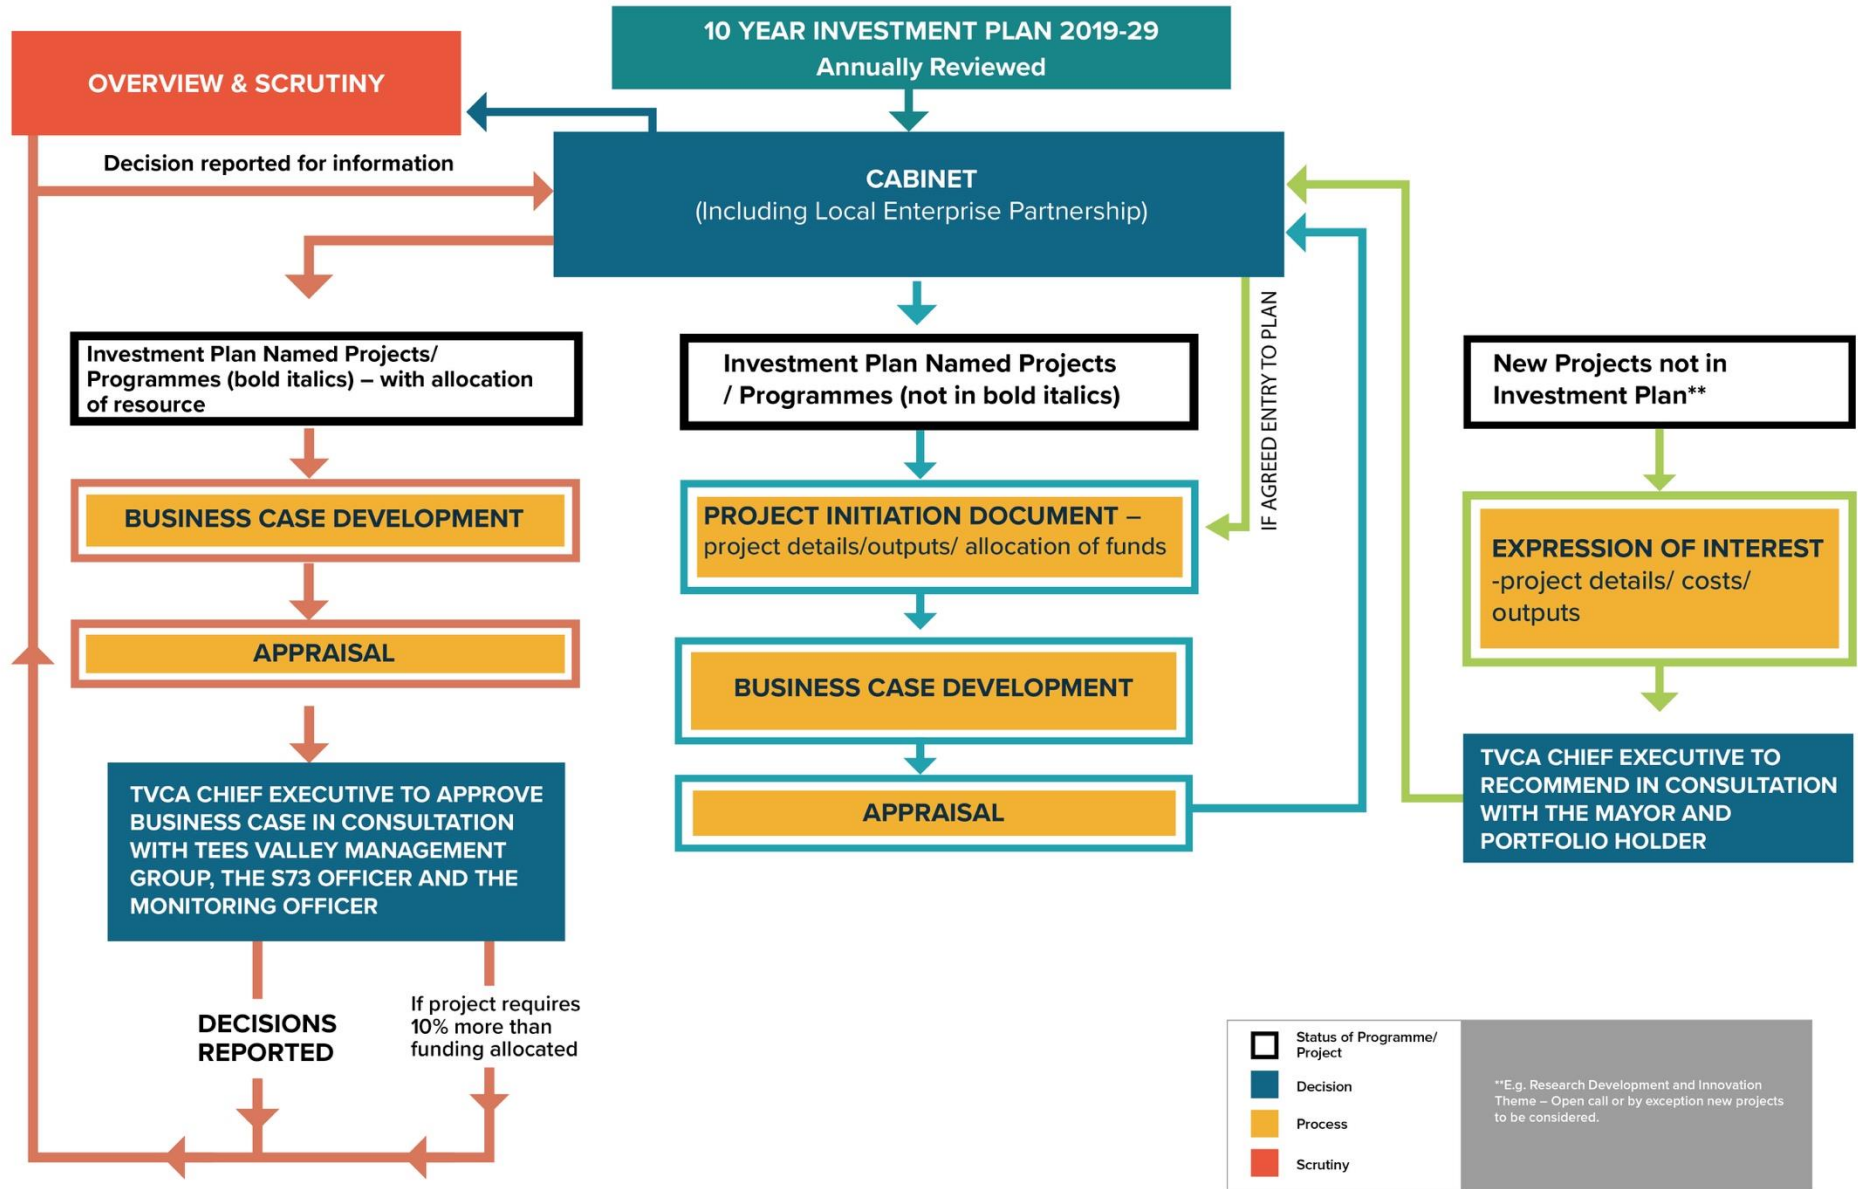 10 YEAR INVESTMENT PLAN 2019-29
Annually Reviewed
OVERVIEW & SCRUTINY
Decision reported for information
CABINET
(Including Local Enterprise Partnership)
IF AGREED ENTRY TO PLAN
Investment Plan Named Projects/
Programmes (bold italics) – with allocation
of resource
BUSINESS CASE DEVELOPMENT
APPRAISAL
TVCA CHIEF EXECUTIVE TO APPROVE
BUSINESS CASE IN CONSULTATION
WITH TEES VALLEY MANAGEMENT
GROUP, THE S73 OFFICER AND THE
MONITORING OFFICER
DECISIONS
REPORTED
If project requires
10% more than
funding allocated
Investment Plan Named Projects
/ Programmes (not in bold italics)
PROJECT INITIATION DOCUMENT –
project details/outputs/ allocation of funds
BUSINESS CASE DEVELOPMENT
APPRAISAL
New Projects not in
Investment Plan**
EXPRESSION OF INTEREST
-project details/ costs/
outputs
TVCA CHIEF EXECUTIVE TO
RECOMMEND IN CONSULTATION
WITH THE MAYOR AND
PORTFOLIO HOLDER
Status of Programme/
Project
Decision
Process
Scrutiny
**E.g. Research Development and Innovation
Theme – Open call or by exception new projects
to be considered.